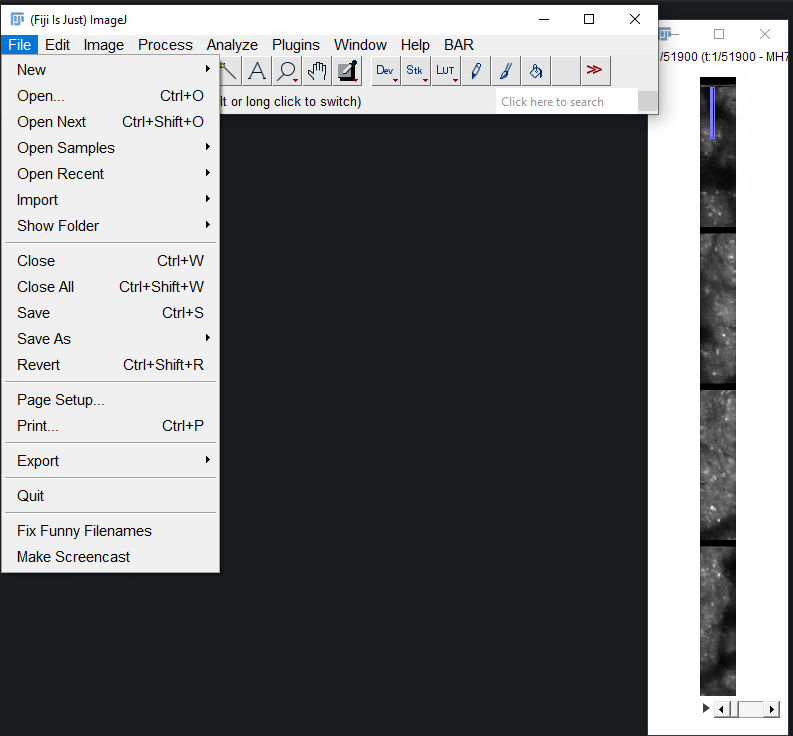 (Fiji Is Just) ImageJ
File Edit Image Process Analyze Plugins Window Help BAR
Dev Stk LUT
lt or long click to switch)
Click here to search
New
Open... Ctrl+O
Open Next Ctrl+Shift+O
Open Samples
Open Recent
Import
Show Folder
Close Ctrl+W
Close All Ctrl+Shift+W
Save Ctrl+S
Save As
Revert Ctrl+Shift+R
Page Setup...
Print... Ctrl+P
Export
Quit
Fix Funny Filenames
Make Screencast
/51900 (t:1/51900 - MH7